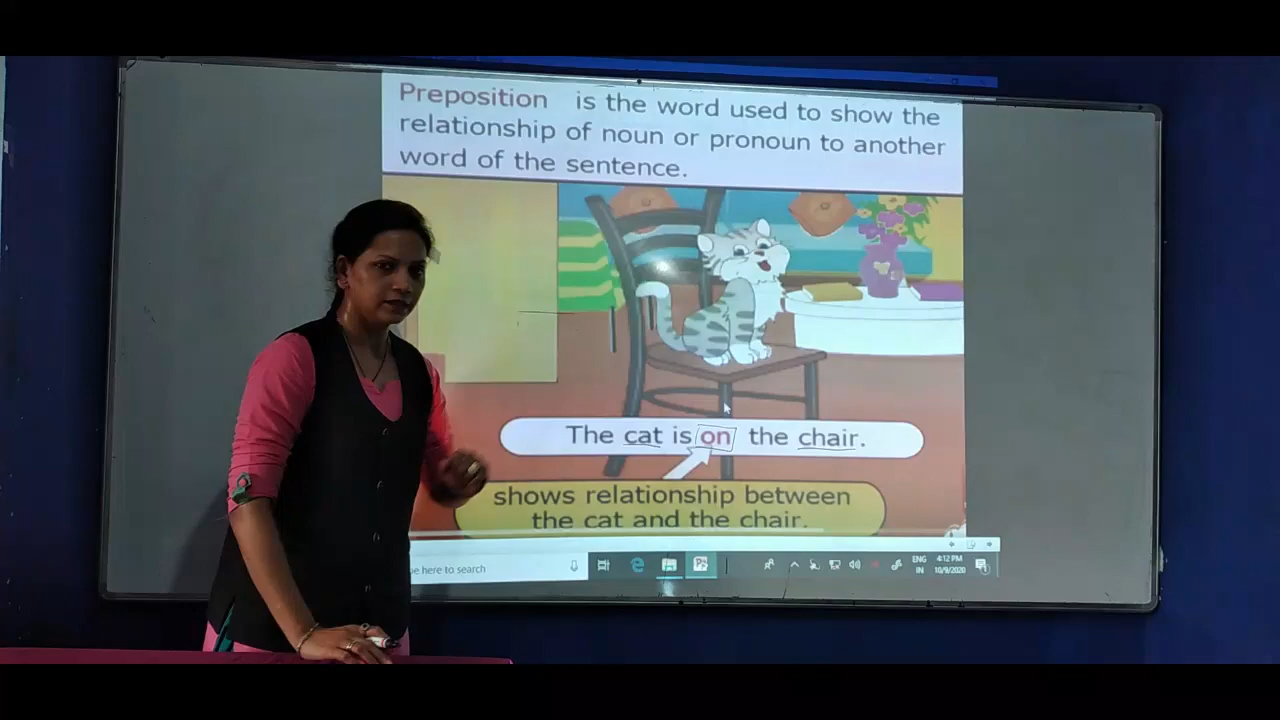 Preposition is the word used to show the
relationship of noun or pronoun to another
word of the sentence.
The cat is on the chair.
shows relationship between
the cat and the chair.
pe here to search
ENG
IN
4:12 PM
10/9/2020